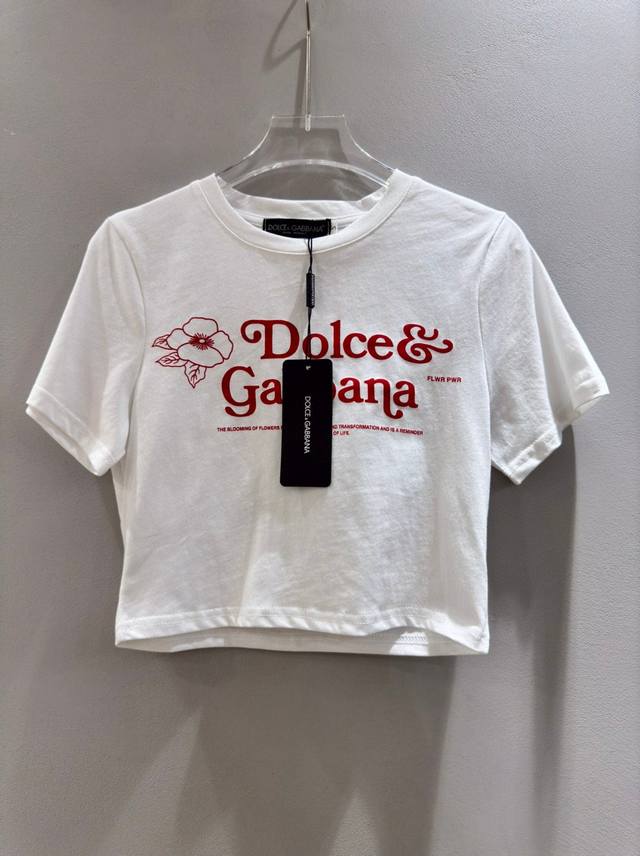 DOLCE & GABBANA
Dolce&
Ga bana
FLWR PWR
THE BLOOMING OF FLOWERS ND TRANSFORMATION AND IS A REMINDER
OF LIFE.
DOLCE & GABBANA